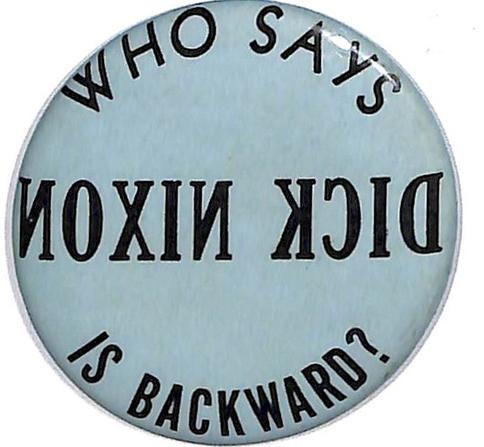 WHO SAYS
DICK NIXON
IS BACKWARD?